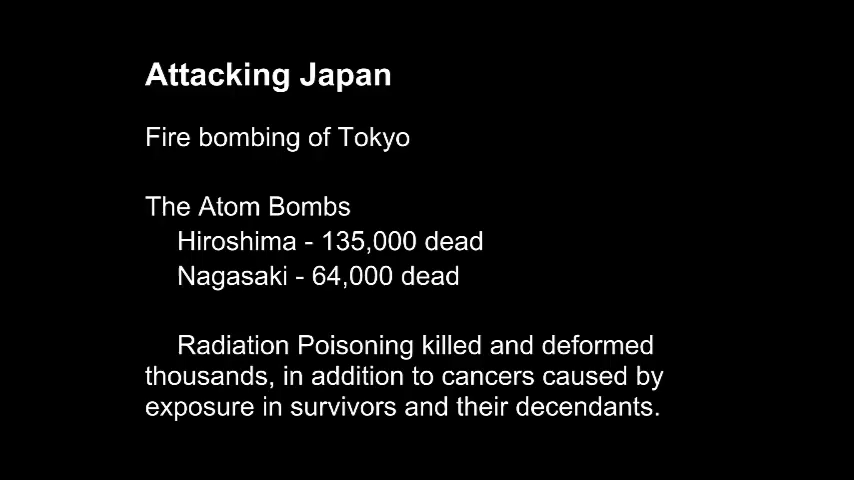 Attacking Japan
Fire bombing of Tokyo
The Atom Bombs
Hiroshima - 135,000 dead
Nagasaki - 64,000 dead
Radiation Poisoning killed and deformed
thousands, in addition to cancers caused by
exposure in survivors and their decendants.